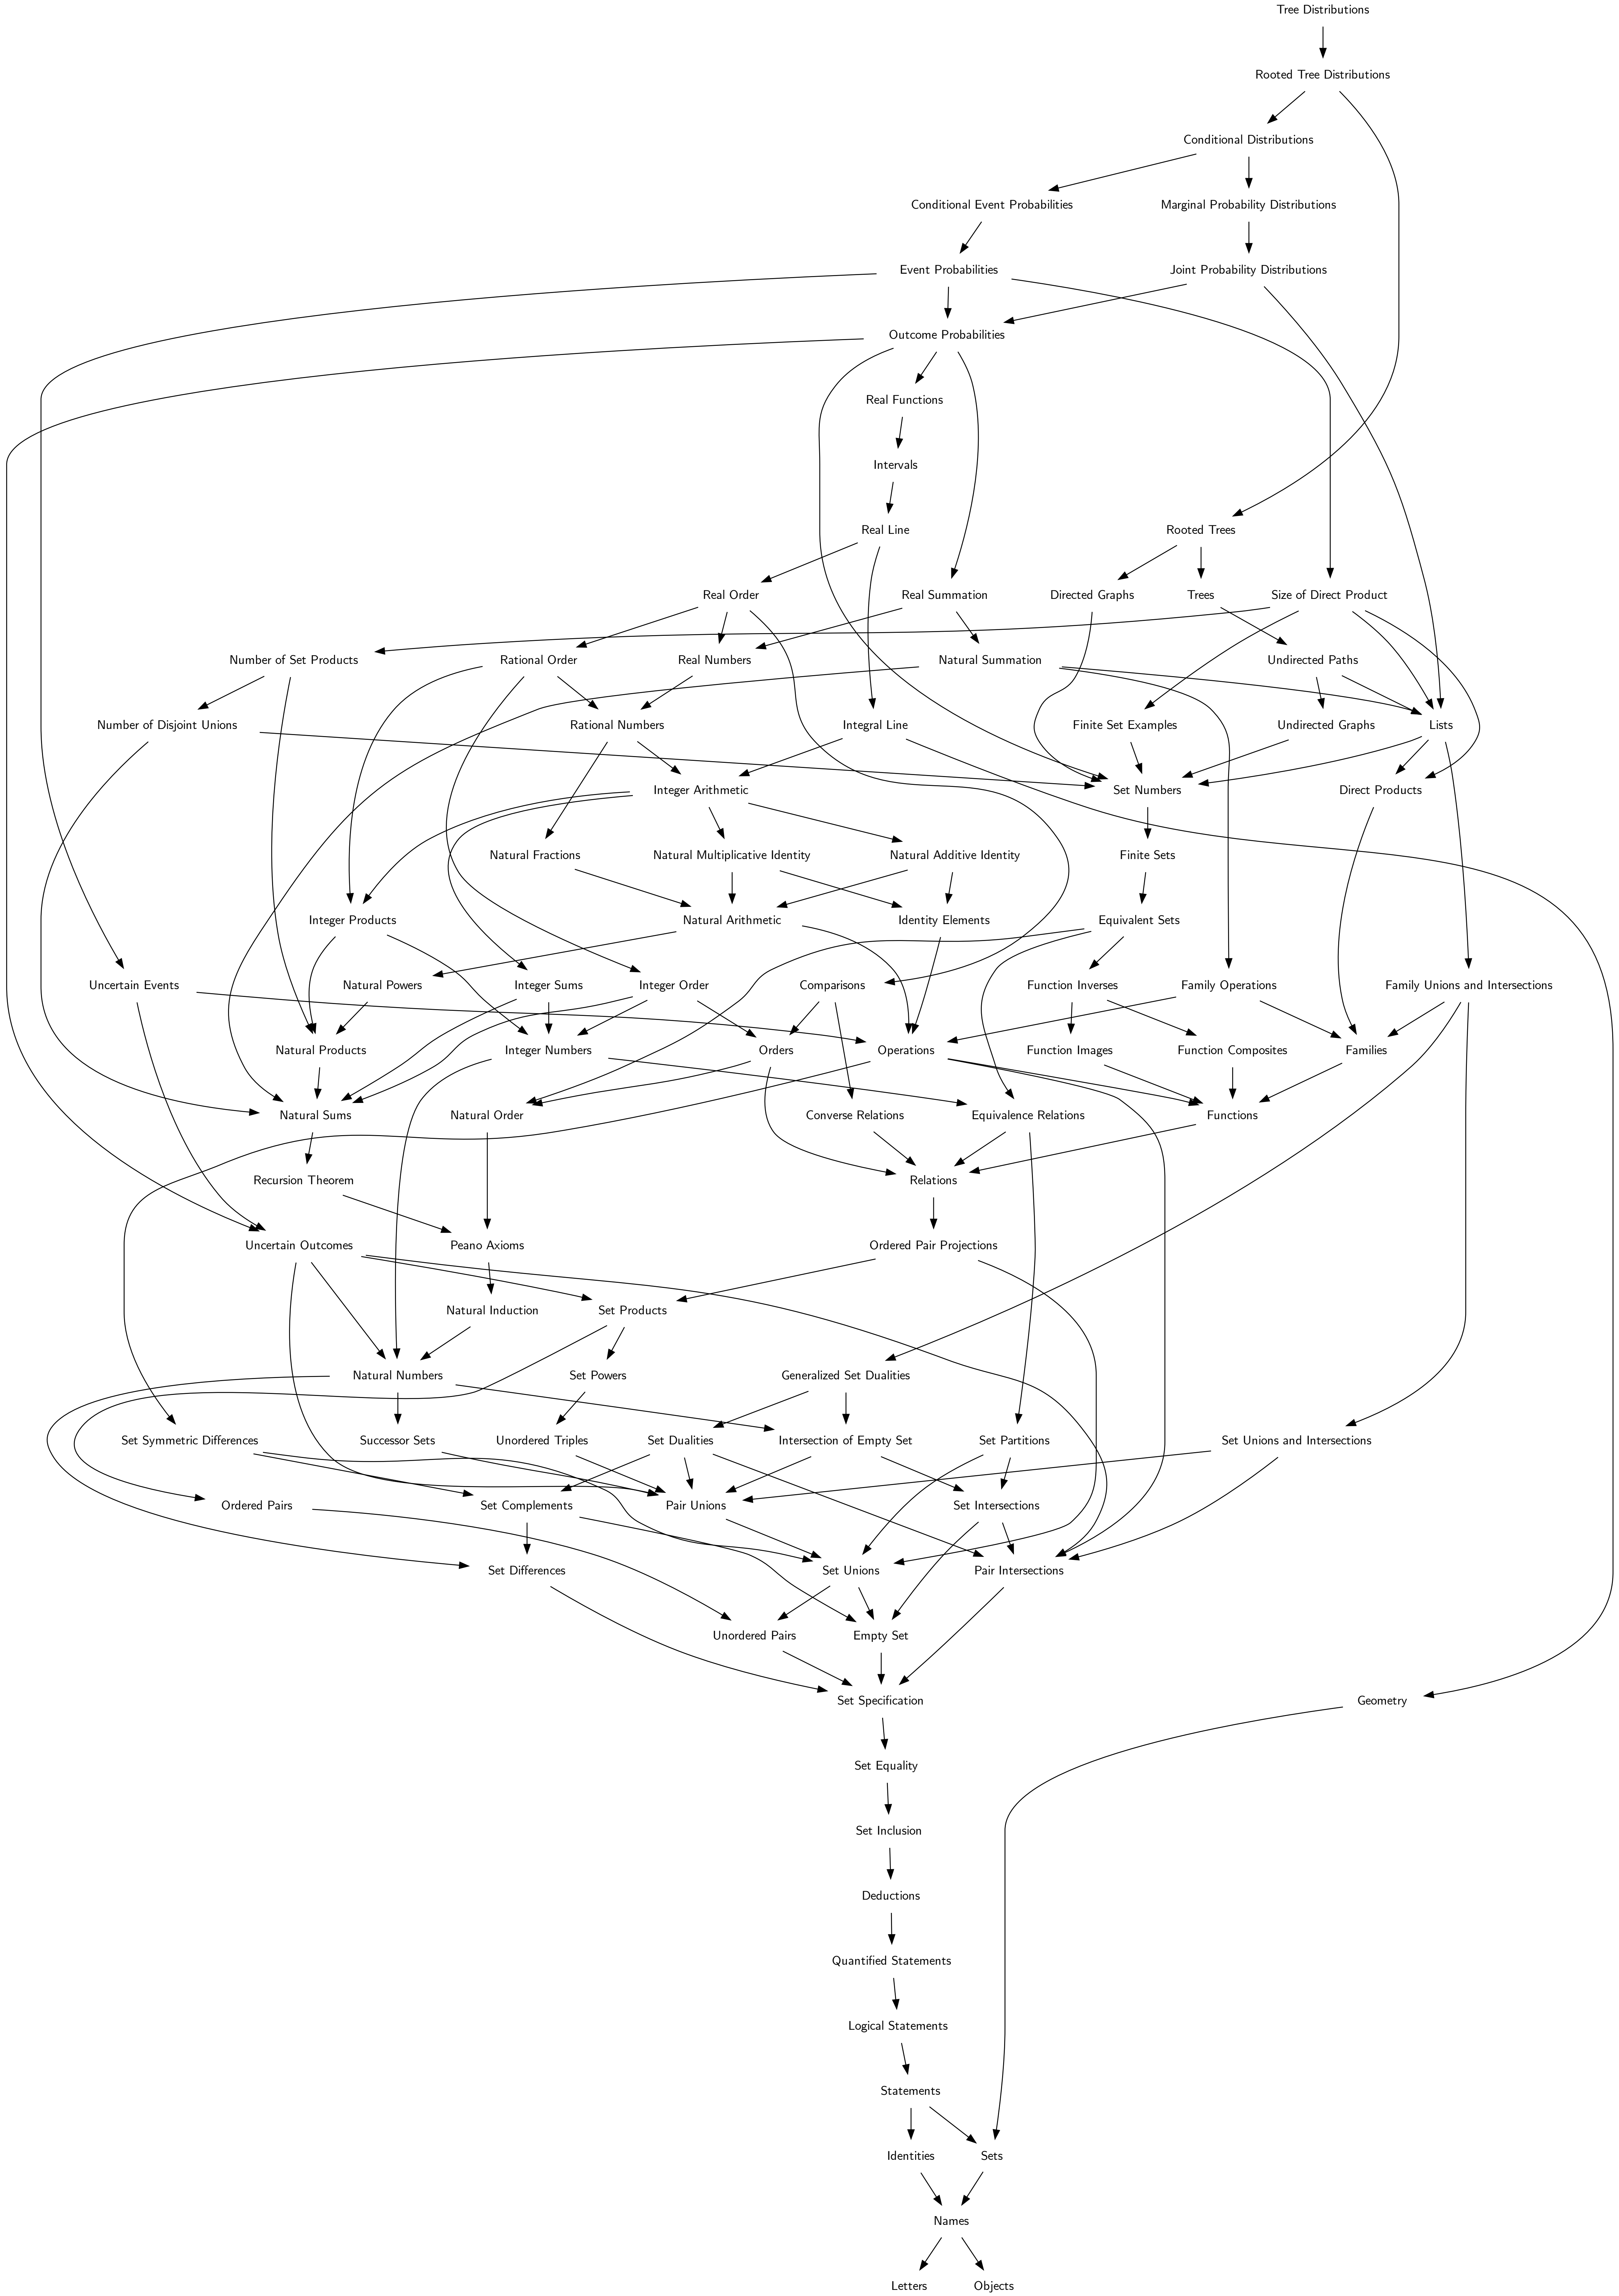 Tree Distributions
Rooted Tree Distributions
Conditional Distributions
Conditional Event Probabilities
Marginal Probability Distributions
Event Probabilities
Joint Probability Distributions
Outcome Probabilities
Real Functions
Intervals
Real Line
Rooted Trees
Real Order
Real Summation
Directed Graphs
Trees
Size of Direct Product
Number of Set Products
Rational Order
Real Numbers
Natural Summation
Undirected Paths
Number of Disjoint Unions
Rational Numbers
Integral Line
Finite Set Examples
Undirected Graphs
Lists
Integer Arithmetic
Set Numbers
Direct Products
Natural Fractions
Natural Multiplicative Identity
Natural Additive Identity
Finite Sets
Integer Products
Natural Arithmetic
Identity Elements
Equivalent Sets
Uncertain Events
Natural Powers
Integer Sums
Integer Order
Comparisons
Function Inverses
Family Operations
Family Unions and Intersections
Natural Products
Integer Numbers
Orders
Operations
Function Images
Function Composites
Families
Natural Sums
Natural Order
Converse Relations
Equivalence Relations
Functions
Recursion Theorem
Relations
Uncertain Outcomes
Peano Axioms
Ordered Pair Projections
Natural Induction
Set Products
Natural Numbers
Set Powers
Generalized Set Dualities
Set Symmetric Differences
Successor Sets
Unordered Triples
Set Dualities
Intersection of Empty Set
Set Partitions
Set Unions and Intersections
Ordered Pairs
Set Complements
Pair Unions
Set Intersections
Set Differences
Set Unions
Pair Intersections
Unordered Pairs
Empty Set
Set Specification
Geometry
Set Equality
Set Inclusion
Deductions
Quantified Statements
Logical Statements
Statements
Identities
Sets
Names
Letters
Objects